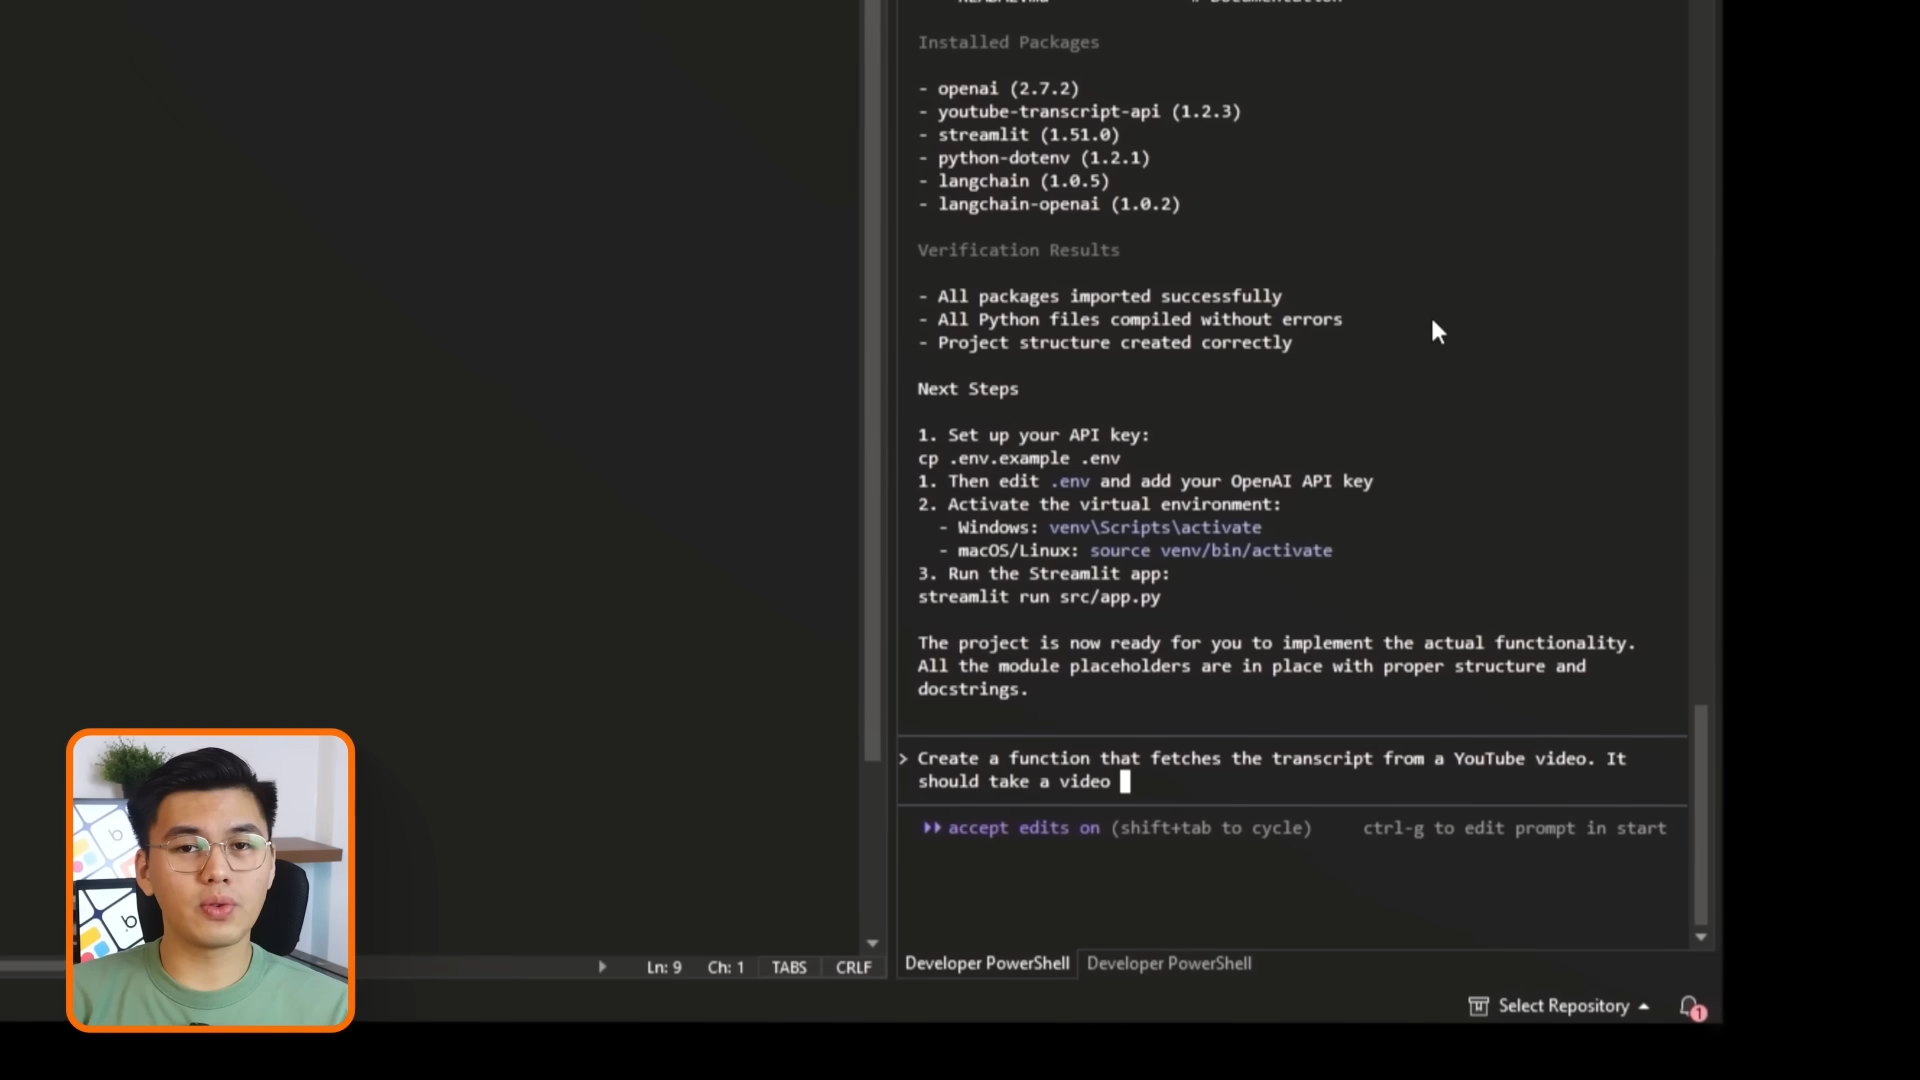 README.md # Documentation
Installed Packages
- openai (2.7.2)
- youtube-transcript-api (1.2.3)
- streamlit (1.51.0)
- python-dotenv (1.2.1)
- langchain (1.0.5)
- langchain-openai (1.0.2)
Verification Results
- All packages imported successfully
- All Python files compiled without errors
- Project structure created correctly
Next Steps
1. Set up your API key:
cp .env.example .env
1. Then edit .env and add your OpenAI API key
2. Activate the virtual environment:
- Windows: venv\Scripts\activate
- macOS/Linux: source venv/bin/activate
3. Run the Streamlit app:
streamlit run src/app.py
The project is now ready for you to implement the actual functionality.
All the module placeholders are in place with proper structure and
docstrings.
> Create a function that fetches the transcript from a YouTube video. It
should take a video
accept edits on (shift+tab to cycle) ctrl-g to edit prompt in start
Ln: 9 Ch: 1 TABS CRLF
Developer PowerShell Developer PowerShell
Select Repository 1